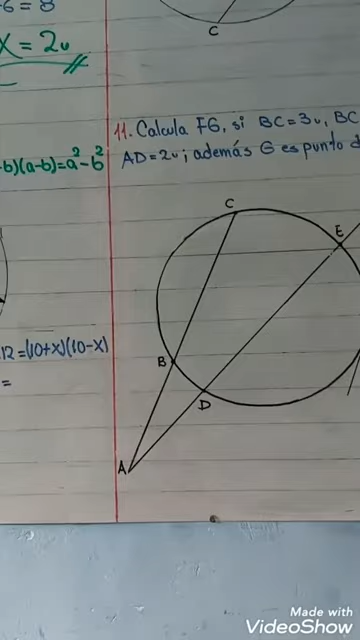 6 = 8
X = 2u
11. Calcula FG, si BC = 3u, BC
-b)(a-b)=a²-b²
AD=2u; además G es punto d
C
C
E
B
D
A
12 = (10+x)(10-x)
=
Made with
VideoShow